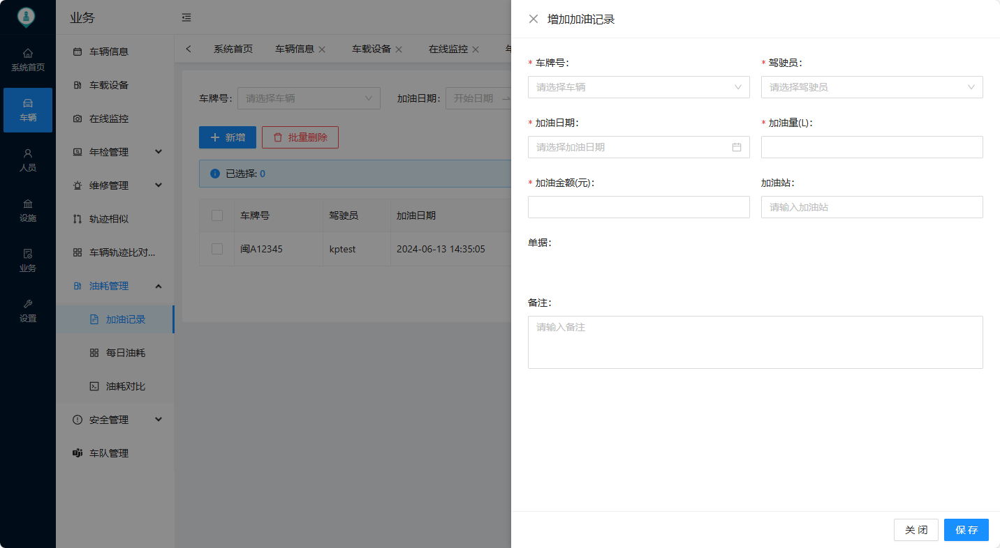 系统首页
车辆
人员
设施
业务
设置
业务
车辆信息
车载设备
在线监控
年检管理
维修管理
轨迹相似
车辆轨迹比对...
油耗管理
加油记录
每日油耗
油耗对比
安全管理
车队管理
系统首页 车辆信息 车载设备 在线监控
车牌号: 请选择车辆 加油日期: 开始日期
新增 批量删除
已选择: 0
车牌号 驾驶员 加油日期
闽A12345 kptest 2024-06-13 14:35:05
增加加油记录
* 车牌号: * 驾驶员:
请选择车辆 请选择驾驶员
* 加油日期: * 加油量(L):
请选择加油日期
* 加油金额(元): 加油站:
请输入加油站
单据:
备注:
请输入备注
关 闭 保 存